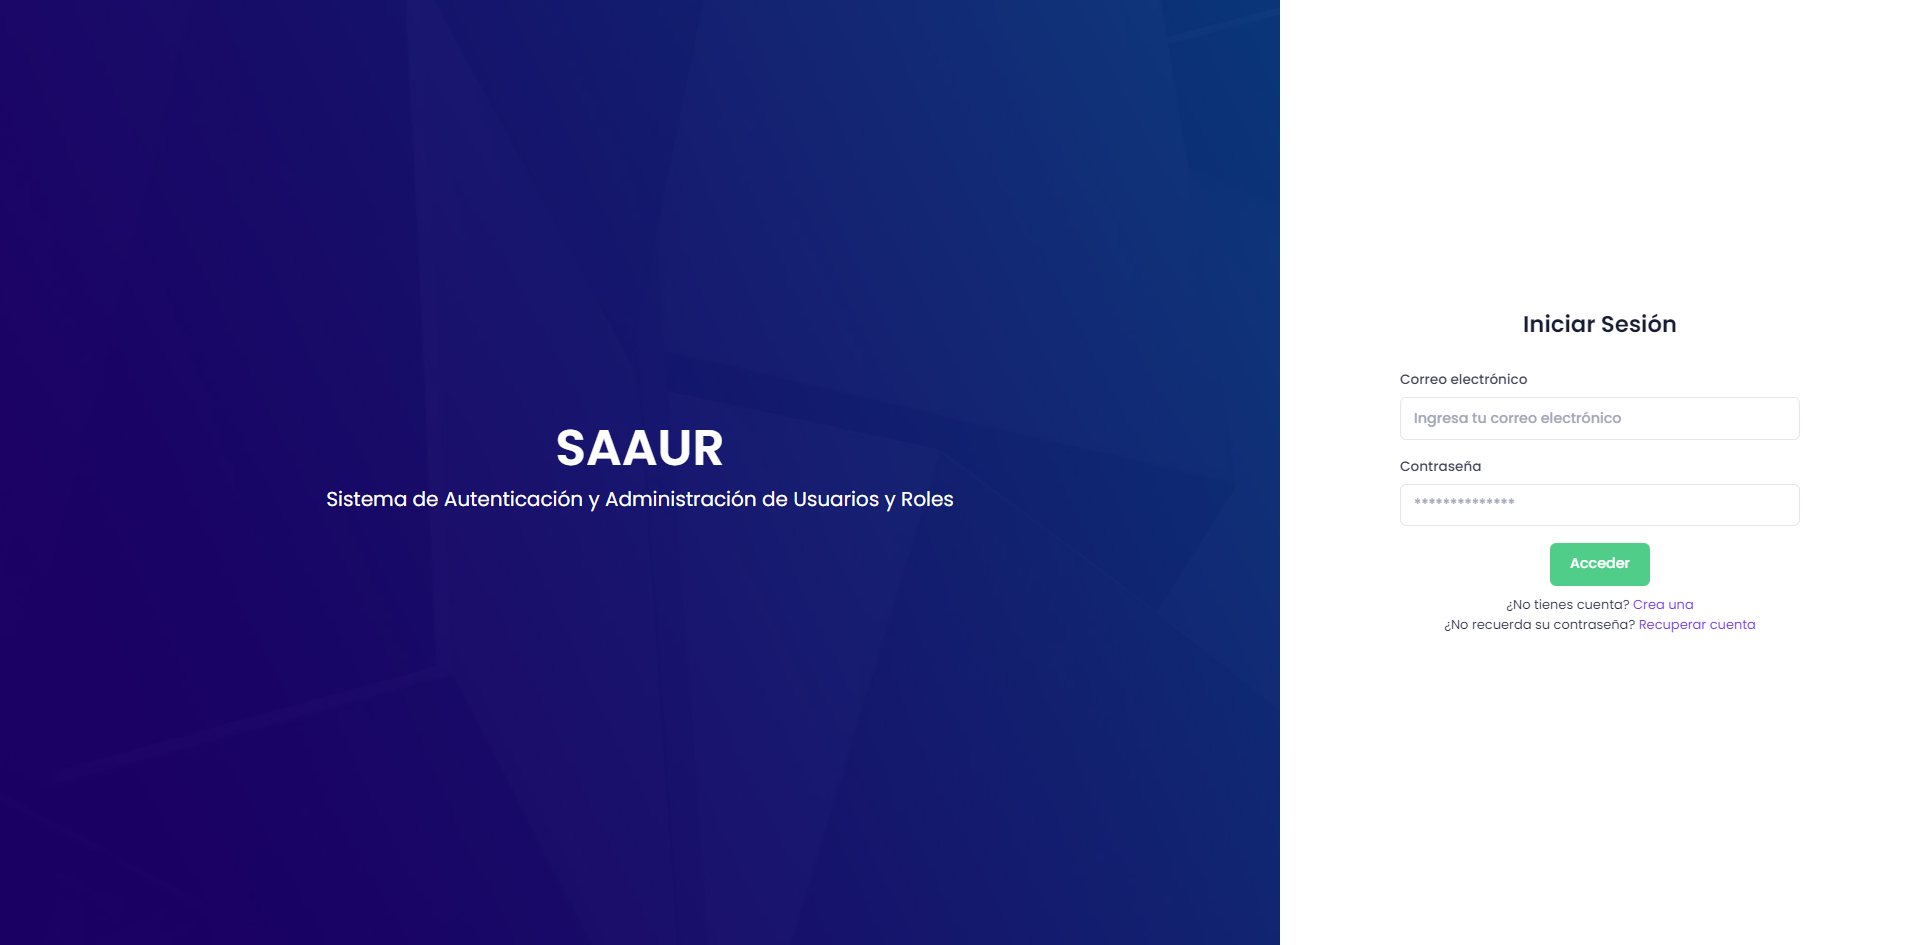 SAAUR
Sistema de Autenticación y Administración de Usuarios y Roles
Iniciar Sesión
Correo electrónico
Ingresa tu correo electrónico
Contraseña
**************
Acceder
¿No tienes cuenta? Crea una
¿No recuerda su contraseña? Recuperar cuenta